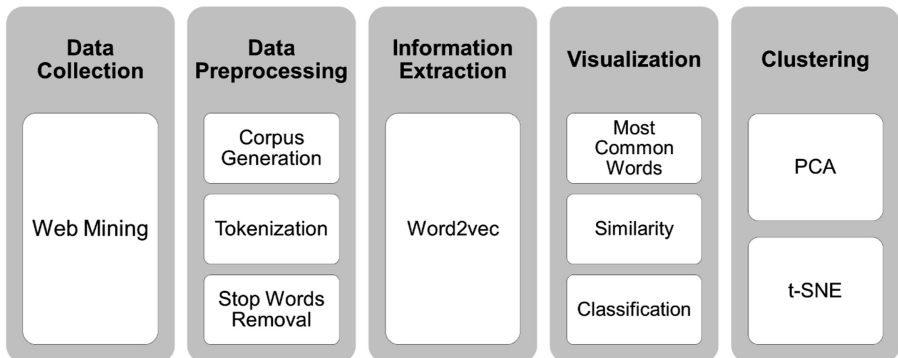 Data
Collection
Web Mining
Data
Preprocessing
Corpus
Generation
Tokenization
Stop Words
Removal
Information
Extraction
Word2vec
Visualization
Most
Common
Words
Similarity
Classification
Clustering
PCA
t-SNE